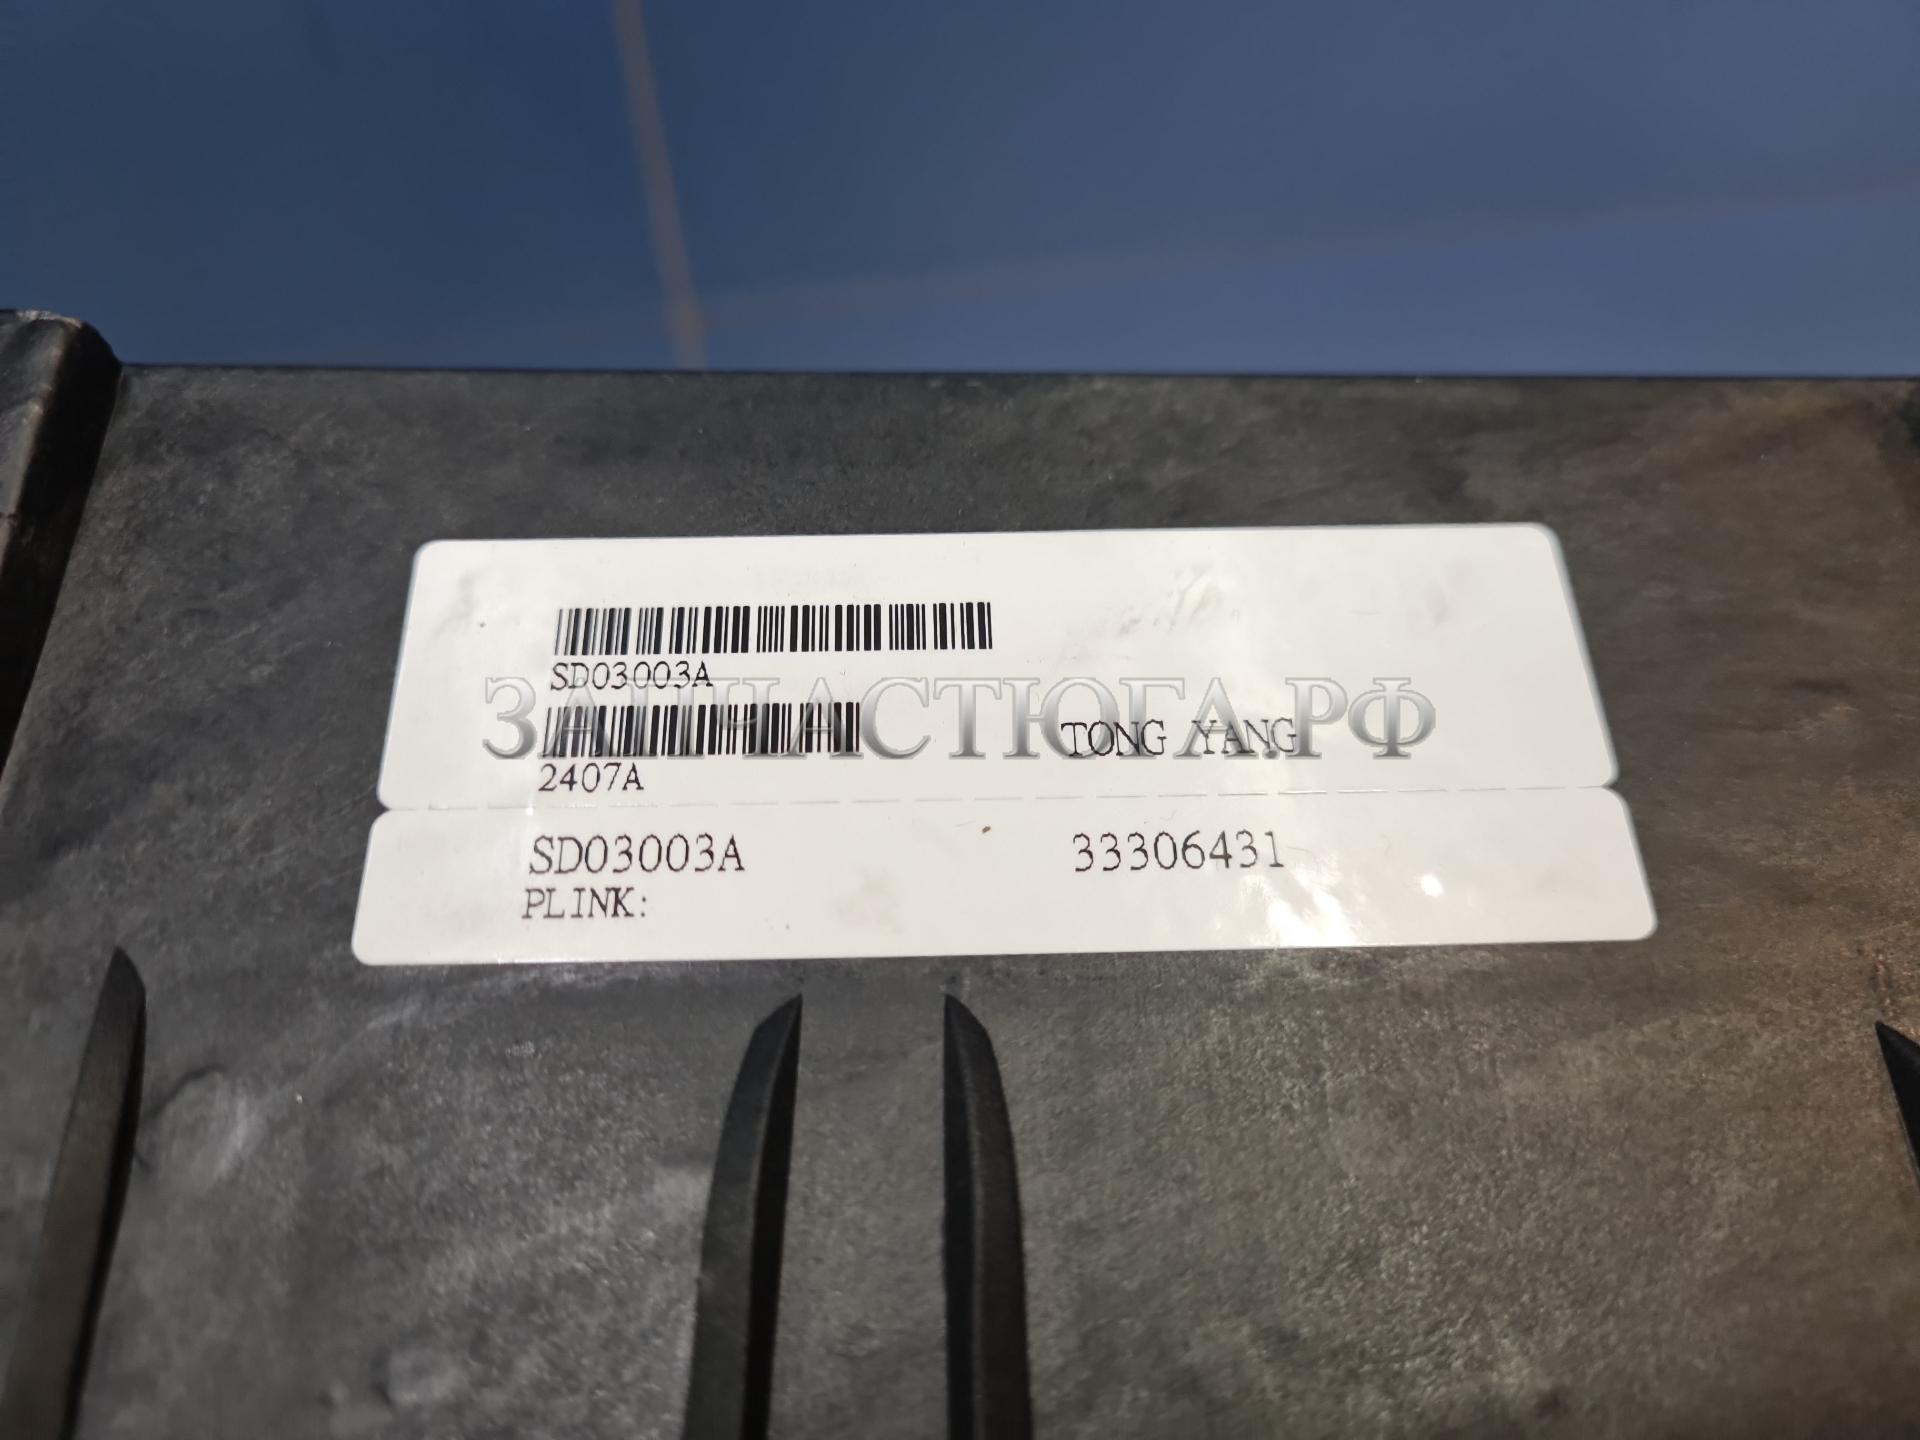 SD03003A
ЗАПЧАСТЮГА.РФ
TONG YANG
2407A
SD03003A 33306431
PLINK: